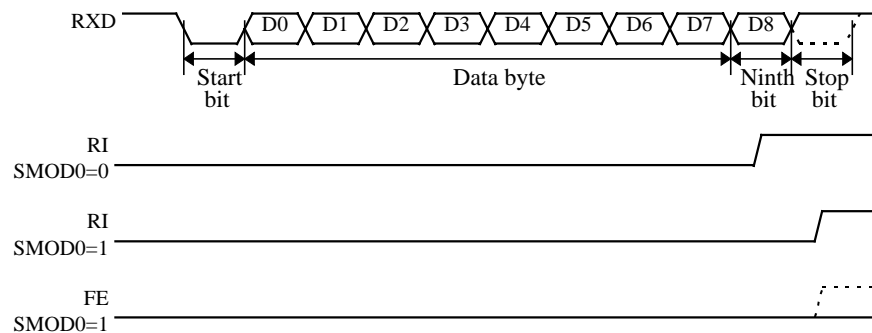 RXD D0 D1 D2 D3 D4 D5 D6 D7 D8
Start bit
Data byte
Ninth bit
Stop bit
RI
SMOD0=0
RI
SMOD0=1
FE
SMOD0=1